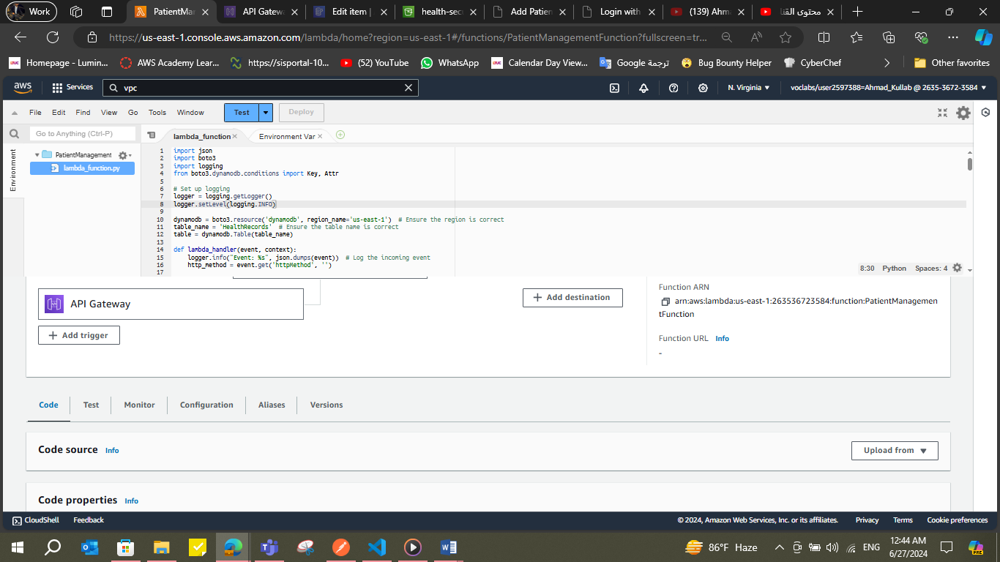 Work
PatientMar
API Gatewa
Edit item |
health-secu
Add Patien
Login with
(139) Ahma
محتوى القنا
https://us-east-1.console.aws.amazon.com/lambda/home?region=us-east-1#/functions/PatientManagementFunction?fullscreen=tr...
Homepage - Lumin...
AWS Academy Lear...
https://sisportal-10...
(52) YouTube
WhatsApp
Calendar Day View...
ترجمة Google
Bug Bounty Helper
CyberChef
Other favorites
aws
Services
vpc
N. Virginia
voclabs/user2597388=Ahmad_Kullab @ 2635-3672-3584
File Edit Find View Go Tools Window
Test
Deploy
Go to Anything (Ctrl-P)
lambda_function
Environment Var
Environment
PatientManagement
lambda_function.py
1 import json
2 import boto3
3 import logging
4 from boto3.dynamodb.conditions import Key, Attr
5
6 # Set up logging
7 logger = logging.getLogger()
8 logger.setLevel(logging.INFO)
9
10 dynamodb = boto3.resource('dynamodb', region_name='us-east-1') # Ensure the region is correct
11 table_name = 'HealthRecords' # Ensure the table name is correct
12 table = dynamodb.Table(table_name)
13
14 def lambda_handler(event, context):
15 logger.info("Event: %s", json.dumps(event)) # Log the incoming event
16 http_method = event.get('httpMethod', '')
17
8:30 Python Spaces: 4
API Gateway
Add trigger
Add destination
Function ARN
arn:aws:lambda:us-east-1:263536723584:function:PatientManagemen
tFunction
Function URL Info
-
Code
Test
Monitor
Configuration
Aliases
Versions
Code source Info
Upload from
Code properties Info
CloudShell
Feedback
© 2024, Amazon Web Services, Inc. or its affiliates.
Privacy
Terms
Cookie preferences
86°F Haze
ENG
12:44 AM
6/27/2024
PRE